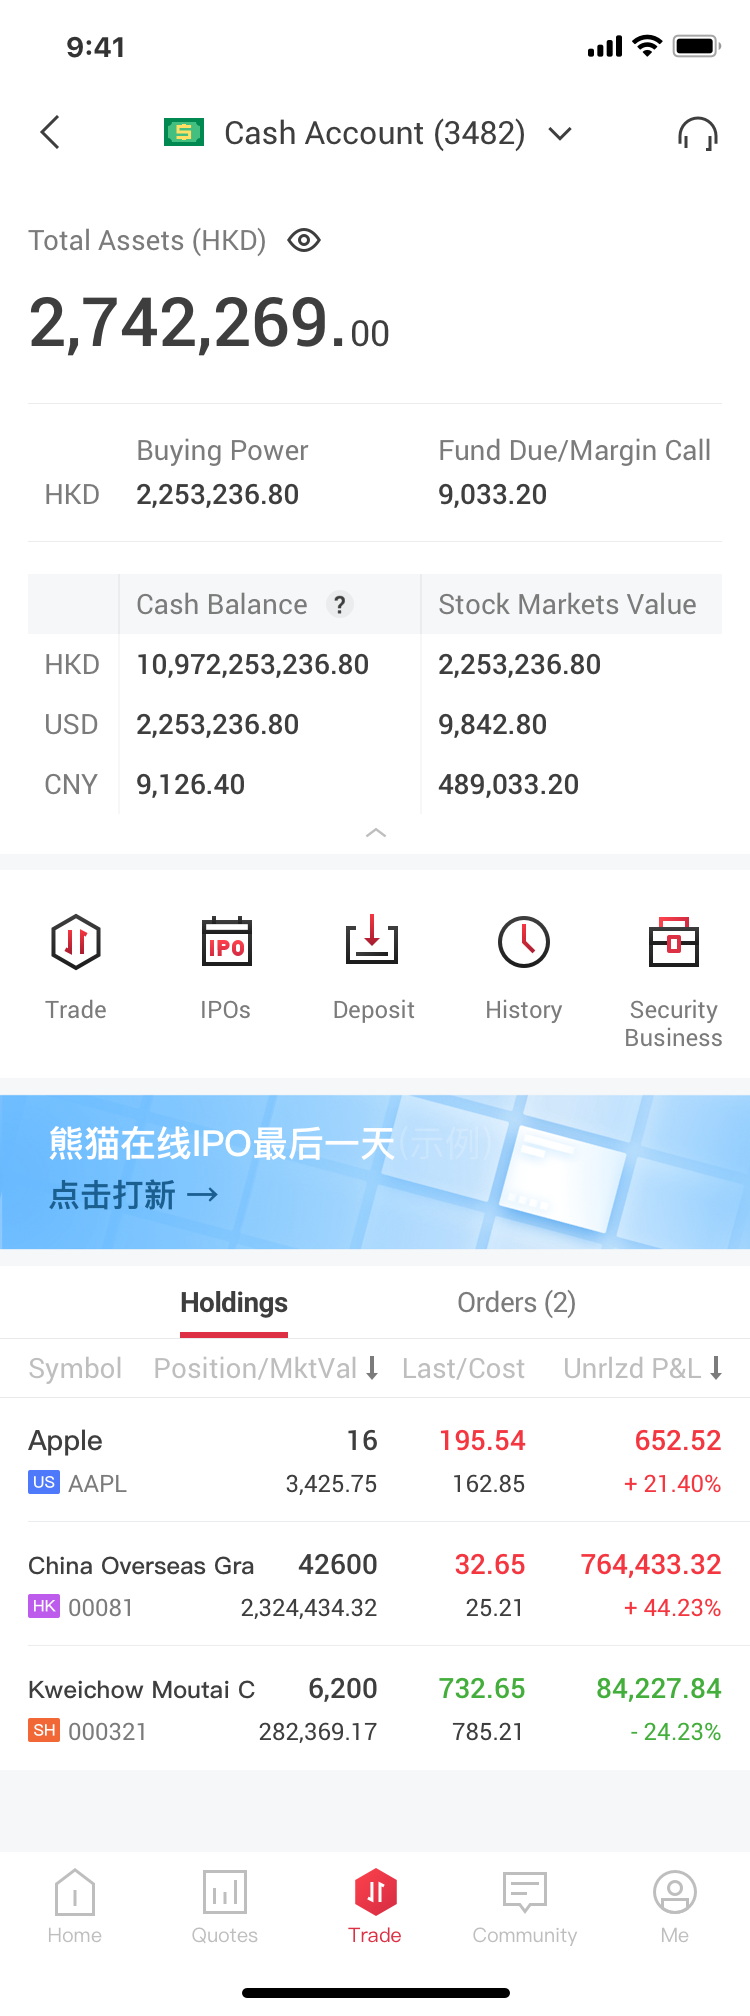 9:41
Cash Account (3482)
Total Assets (HKD)
2,742,269.00
Buying Power Fund Due/Margin Call
HKD 2,253,236.80 9,033.20
Cash Balance ? Stock Markets Value
HKD 10,972,253,236.80 2,253,236.80
USD 2,253,236.80 9,842.80
CNY 9,126.40 489,033.20
IPO
Trade IPOs Deposit History Security
Business
熊猫在线IPO最后一天(示例)
点击打新 →
Holdings Orders (2)
Symbol Position/MktVal Last/Cost Unrlzd P&L
Apple 16 195.54 652.52
US AAPL 3,425.75 162.85 + 21.40%
China Overseas Gra 42600 32.65 764,433.32
HK 00081 2,324,434.32 25.21 + 44.23%
Kweichow Moutai C 6,200 732.65 84,227.84
SH 000321 282,369.17 785.21 - 24.23%
Home Quotes Trade Community Me